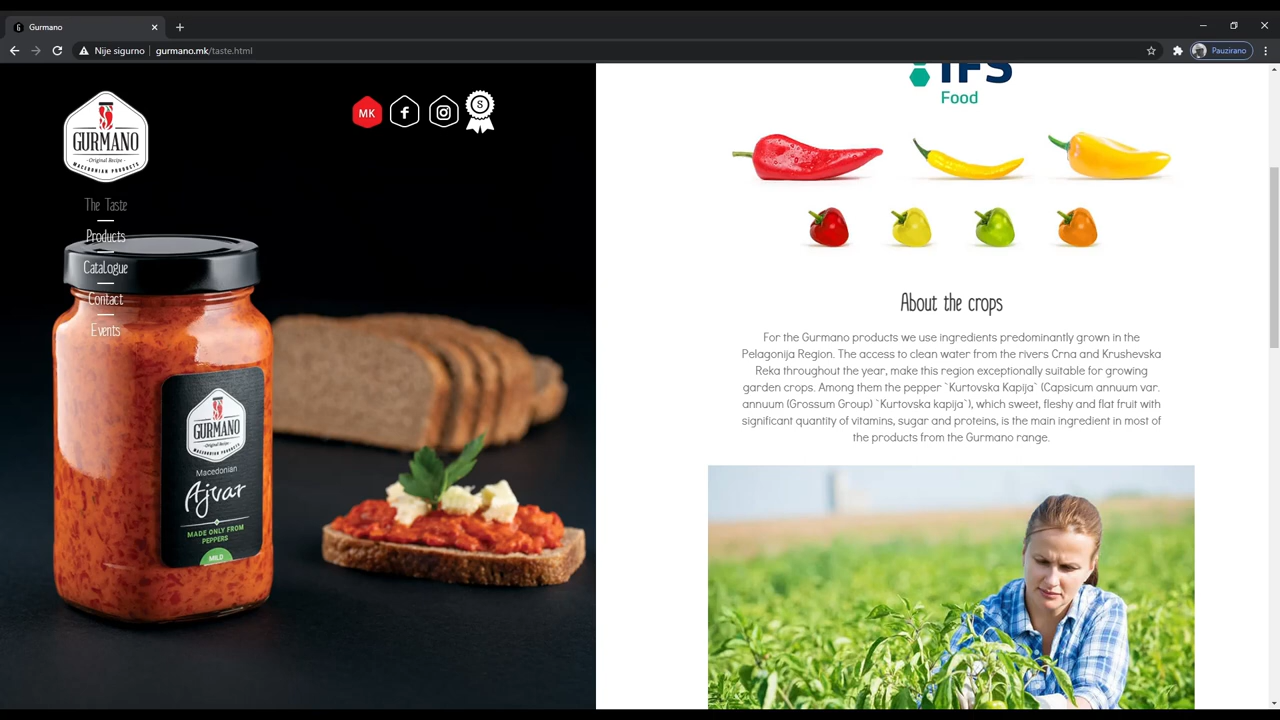 Gurmano
Nije sigurno
gurmano.mk/taste.html
Pauzirano
GURMANO
-Original Recipe-
MACEDONIAN PRODUCTS
MK
S
The Taste
Products
Catalogue
Contact
Events
GURMANO
-Original Recipe-
MACEDONIAN PRODUCTS
Macedonian
Ajvar
MADE ONLY FROM
PEPPERS
MILD
IFS
Food
About the crops
For the Gurmano products we use ingredients predominantly grown in the
Pelagonija Region. The access to clean water from the rivers Crna and Krushevska
Reka throughout the year, make this region exceptionally suitable for growing
garden crops. Among them the pepper `Kurtovska Kapija` (Capsicum annuum var.
annuum (Grossum Group) `Kurtovska kapija`), which sweet, fleshy and flat fruit with
significant quantity of vitamins, sugar and proteins, is the main ingredient in most of
the products from the Gurmano range.